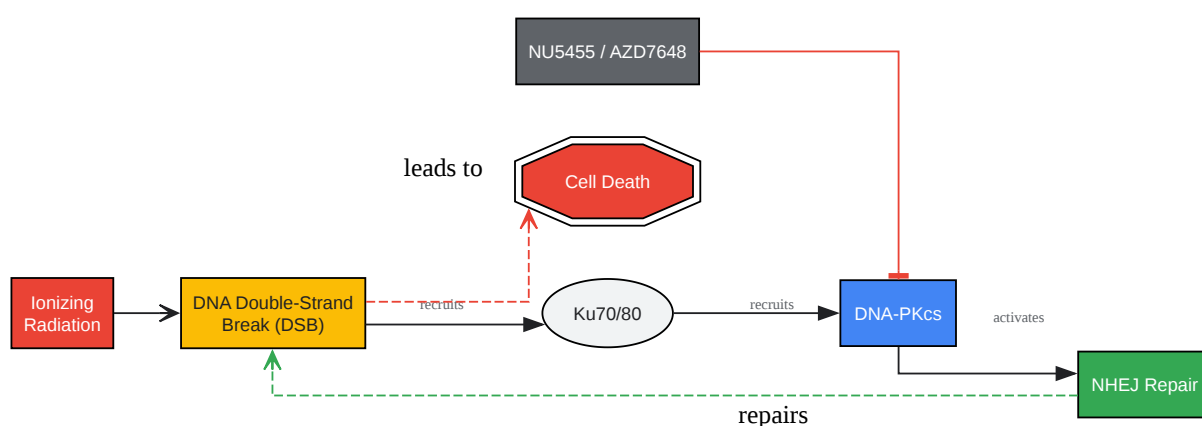 NU5455 / AZD7648
leads to
Cell Death
Ionizing
Radiation
DNA Double-Strand
Break (DSB)
recruits
Ku70/80
recruits
DNA-PKcs
activates
NHEJ Repair
repairs